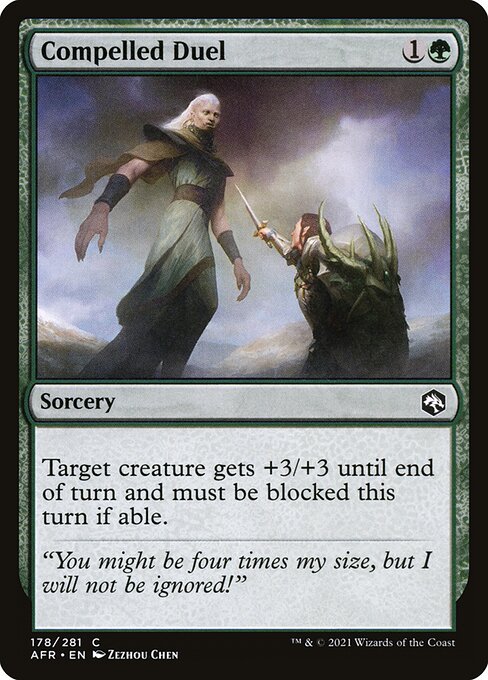 Compelled Duel 1
Sorcery
Target creature gets +3/+3 until end
of turn and must be blocked this
turn if able.
“You might be four times my size, but I
will not be ignored!”
178/281 C
™ & © 2021 Wizards of the Coast
AFR • EN Zezhou Chen